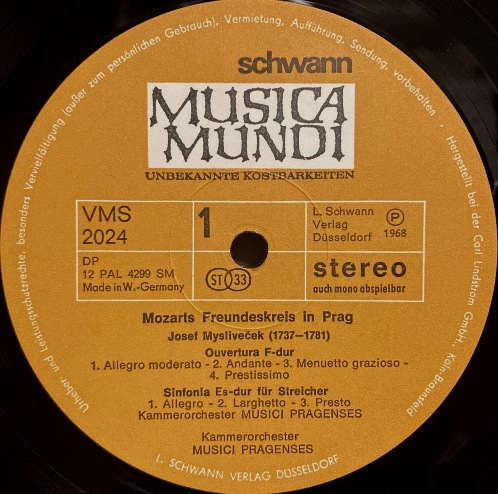 schwann
MUSICA
MUNDI
UNBEKANNTE KOSTBARKEITEN
VMS
2024
1
L. Schwann
Verlag
Düsseldorf
P
1968
DP
12 PAL 4299 SM
Made in W.-Germany
ST 33
stereo
auch mono abspielbar
Mozarts Freundeskreis in Prag
Josef Mysliveček (1737—1781)
Ouvertura F-dur
1. Allegro moderato - 2. Andante - 3. Menuetto grazioso -
4. Prestissimo
Sinfonia Es-dur für Streicher
1. Allegro - 2. Larghetto - 3. Presto
Kammerorchester MUSICI PRAGENSES
Kammerorchester
MUSICI PRAGENSES
L. SCHWANN VERLAG DÜSSELDORF
Urheber und Leistungsschutzrechte, besonders Vervielfältigung (außer zum persönlichen Gebrauch), Vermietung, Aufführung, Sendung, vorbehalten · Hergestellt bei der Carl Lindström GmbH., Köln-Braunsfeld